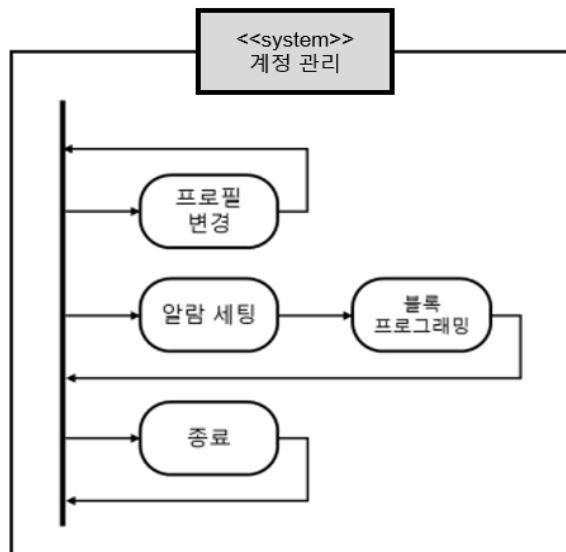 <<system>>
계정 관리
프로필
변경
알람 세팅
블록
프로그래밍
종료